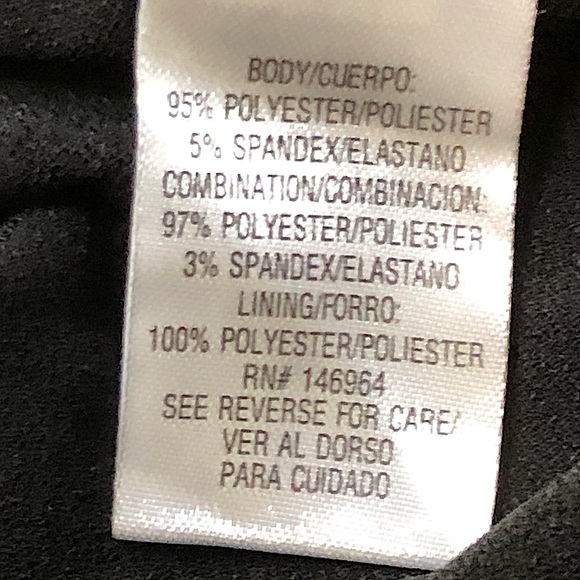 BODY/CUERPO:
95% POLYESTER/POLIESTER
5% SPANDEX/ELASTANO
COMBINATION/COMBINACION:
97% POLYESTER/POLIESTER
3% SPANDEX/ELASTANO
LINING/FORRO:
100% POLYESTER/POLIESTER
RN# 146964
SEE REVERSE FOR CARE/
VER AL DORSO
PARA CUIDADO